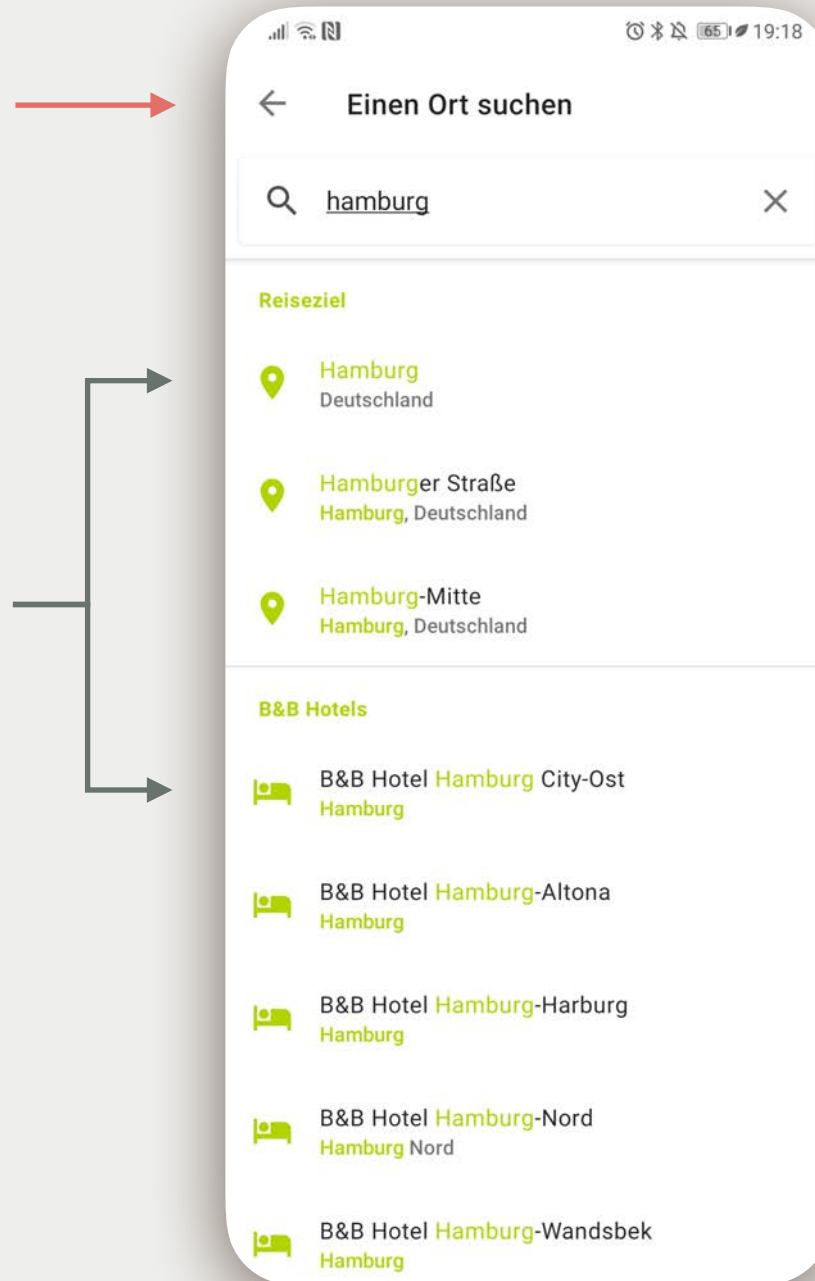 65 19:18
Einen Ort suchen
hamburg
Reiseziel
Hamburg
Deutschland
Hamburger Straße
Hamburg, Deutschland
Hamburg-Mitte
Hamburg, Deutschland
B&B Hotels
B&B Hotel Hamburg City-Ost
Hamburg
B&B Hotel Hamburg-Altona
Hamburg
B&B Hotel Hamburg-Harburg
Hamburg
B&B Hotel Hamburg-Nord
Hamburg Nord
B&B Hotel Hamburg-Wandsbek
Hamburg